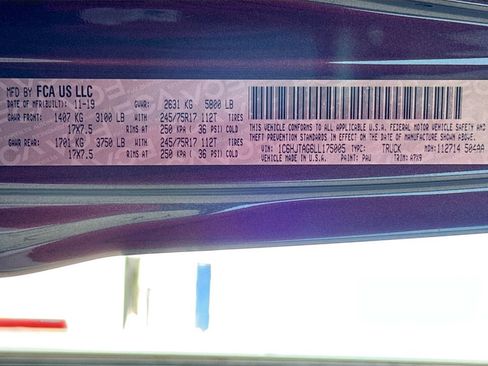 MFD BY FCA US LLC
DATE OF MFR(BUILT): 11-19 GVWR: 2631 KG 5800 LB
GAWR FRONT: 1407 KG 3100 LB WITH 245/75R17 112T TIRES
17X7.5 RIMS AT 250 KPA ( 36 PSI) COLD
GAWR REAR: 1701 KG 3750 LB WITH 245/75R17 112T TIRES
17X7.5 RIMS AT 250 KPA ( 36 PSI) COLD
THIS VEHICLE CONFORMS TO ALL APPLICABLE U.S.A. FEDERAL MOTOR VEHICLE SAFETY AND
THEFT PREVENTION STANDARDS IN EFFECT ON THE DATE OF MANUFACTURE SHOWN ABOVE.
VIN: 1C6HJTAG6LL175005 TYPE: TRUCK MDH:112714 504AA
PAINT: PAU TRIM: A7X9